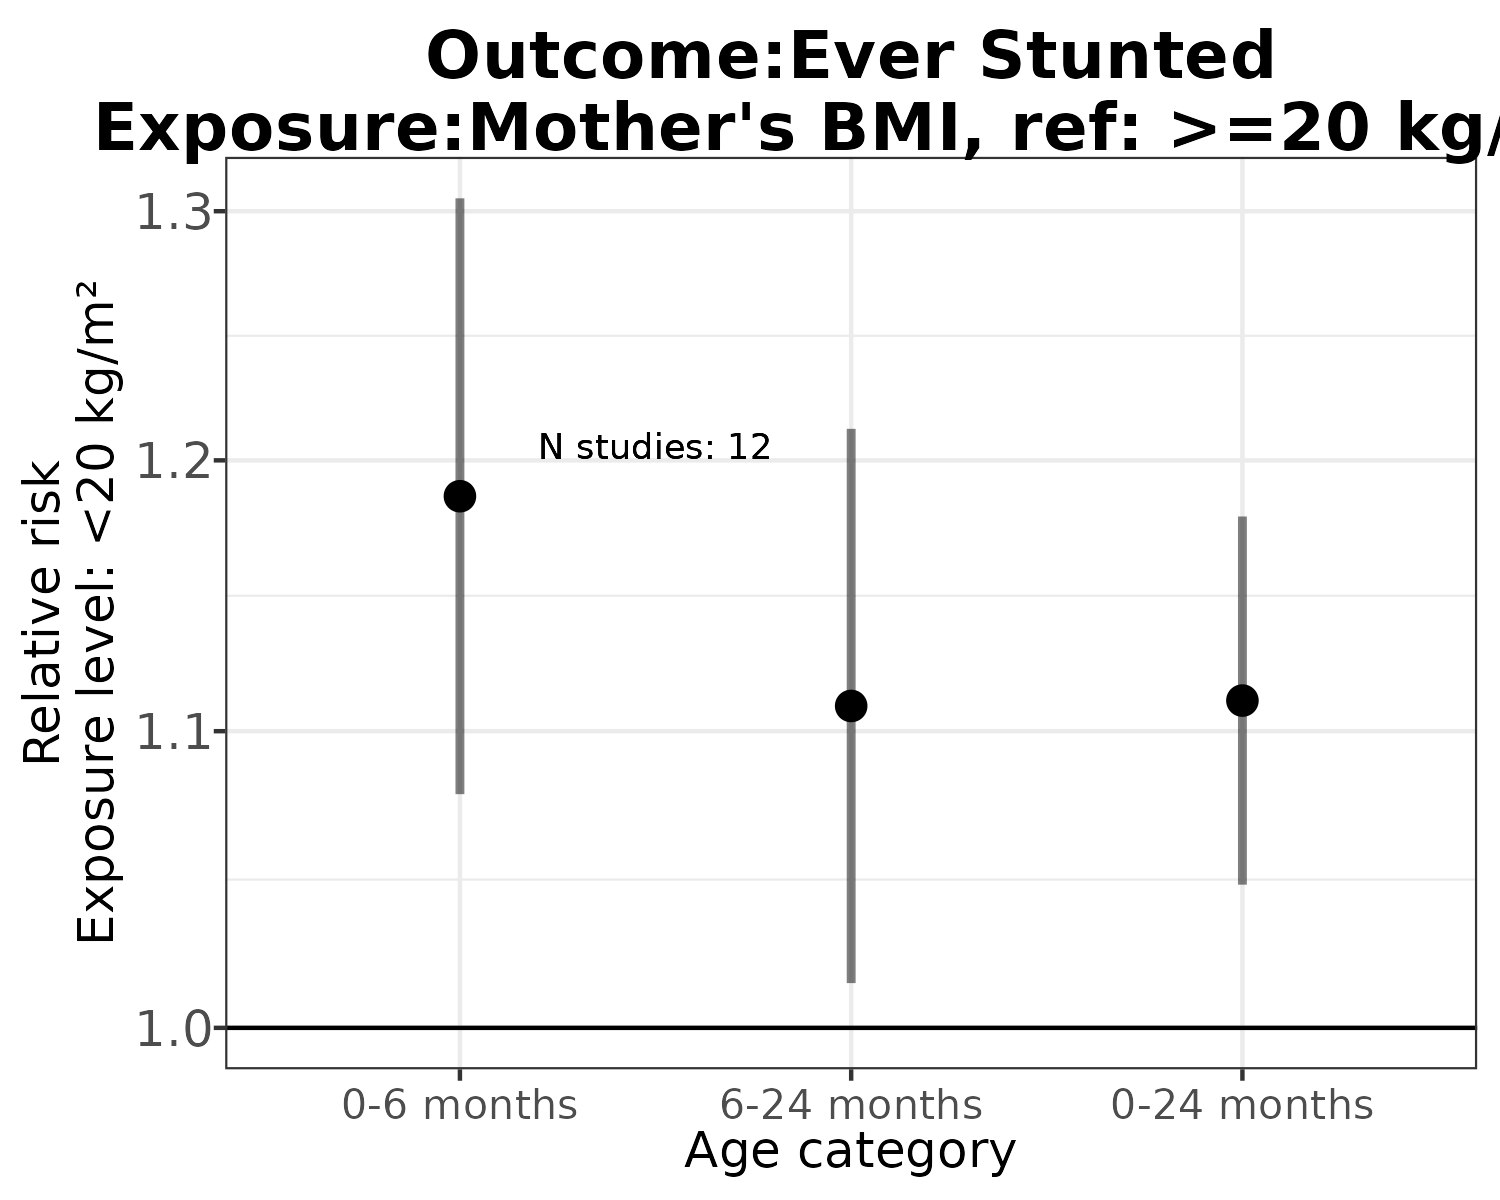 Outcome:Ever Stunted
Exposure:Mother's BMI, ref: >=20 kg/
Relative risk
Exposure level: <20 kg/m²
1.3
1.2
1.1
1.0
N studies: 12
0-6 months
6-24 months
0-24 months
Age category